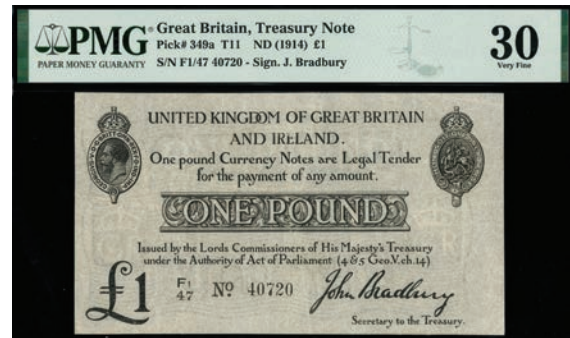 PMG
PAPER MONEY GUARANTY
Great Britain, Treasury Note
Pick# 349a T11 ND (1914) £1
S/N F1/47 40720 - Sign. J. Bradbury
30
Very Fine
UNITED KINGDOM OF GREAT BRITAIN
AND IRELAND.
One pound Currency Notes are Legal Tender
for the payment of any amount.
ONE POUND
Issued by the Lords Commissioners of His Majesty's Treasury
under the Authority of Act of Parliament (4 & 5 Geo.V.ch.14)
£1
F1
47
No 40720
John Bradbury
Secretary to the Treasury.